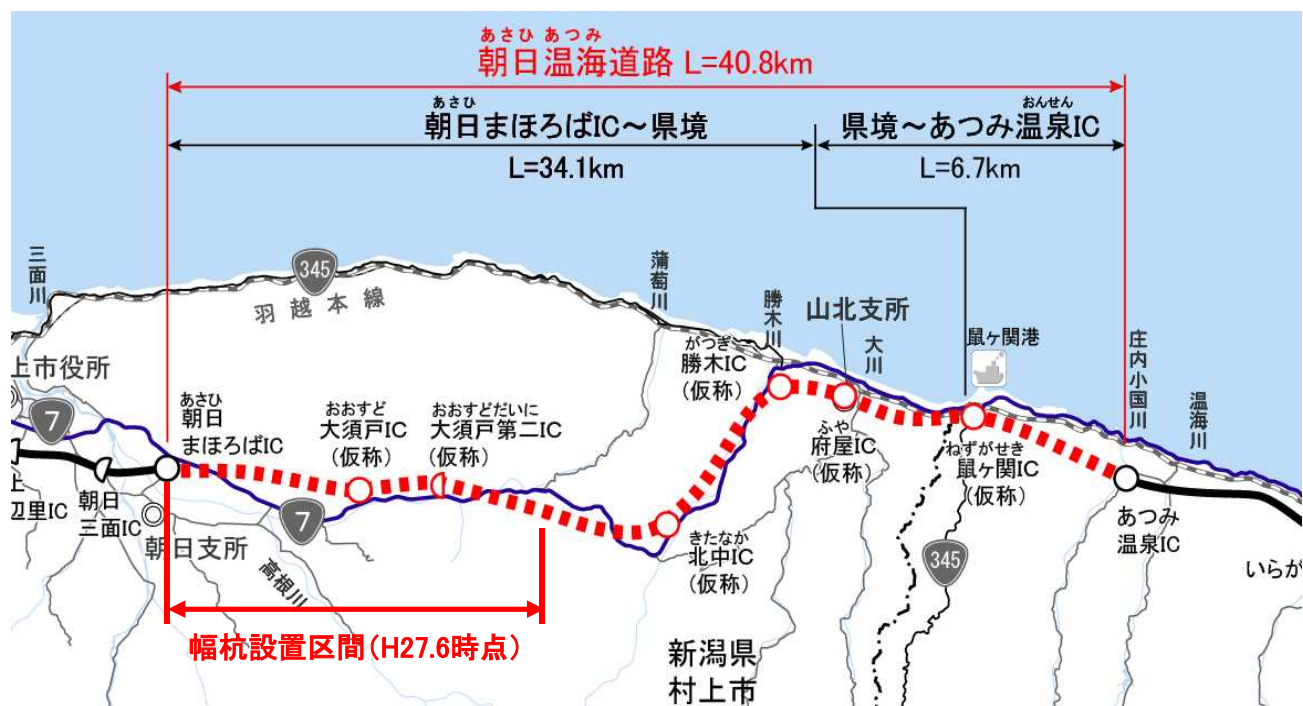 あさひ あつみ
朝日温海道路 L=40.8km
あさひ
朝日まほろばIC～県境
L=34.1km
おんせん
県境～あつみ温泉IC
L=6.7km
三面川
345
羽越本線
蒲萄川
勝木川
山北支所
大川
鼠ヶ関港
庄内小国川
温海川
上市役所
7
あさひ
朝日
まほろばIC
おおすど
大須戸IC
(仮称)
おおすどだいに
大須戸第二IC
(仮称)
がつぎ
勝木IC
(仮称)
ふや
府屋IC
(仮称)
ねずがせき
鼠ヶ関IC
(仮称)
上
辺里IC
朝日
三面IC
朝日支所
高根川
7
きたなか
北中IC
(仮称)
345
あつみ
温泉IC
いらが
幅杭設置区間(H27.6時点)
新潟県
村上市